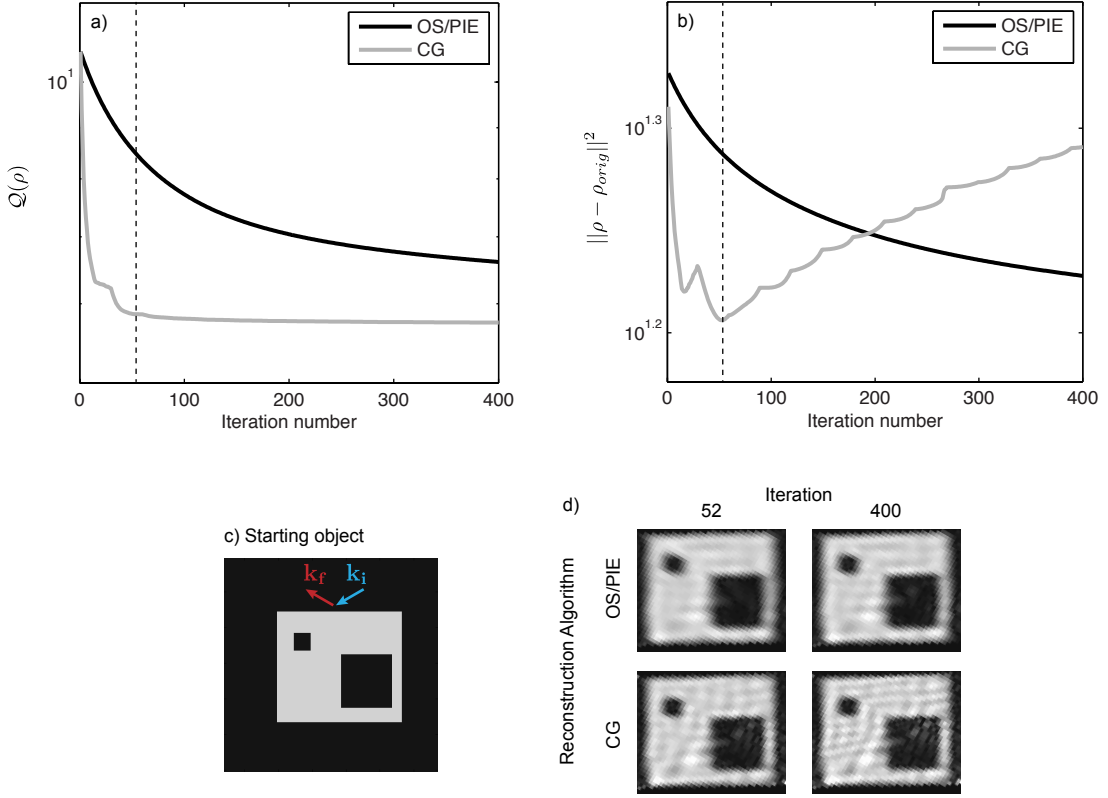 a)
OS/PIE
CG
10^1
Q(ρ)
0
100
200
300
400
Iteration number
b)
OS/PIE
CG
10^1.3
10^1.2
||ρ − ρ_orig||^2
0
100
200
300
400
Iteration number
c) Starting object
k_f
k_i
d)
Iteration
52
400
Reconstruction Algorithm
OS/PIE
CG